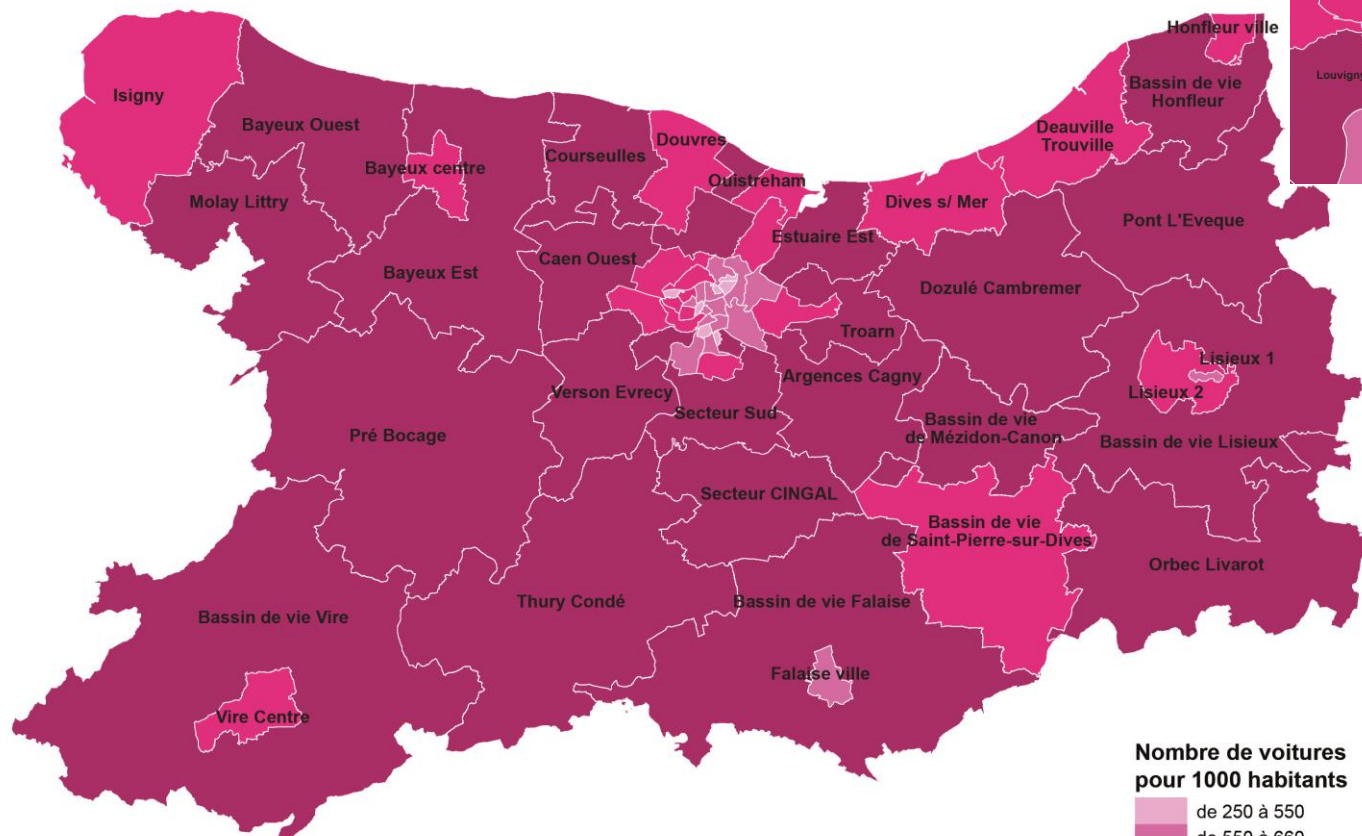 Honfleur ville
Louvigny
Isigny
Bassin de vie
Honfleur
Bayeux Ouest
Deauville
Trouville
Douvres
Courseulles
Bayeux centre
Ouistreham
Molay Littry
Dives s/ Mer
Pont L'Eveque
Estuaire Est
Caen Ouest
Bayeux Est
Dozulé Cambremer
Troarn
Lisieux 1
Argences Cagny
Verson Evrecy
Lisieux 2
Secteur Sud
Bassin de vie
de Mézidon-Canon
Pré Bocage
Bassin de vie Lisieux
Secteur CINGAL
Bassin de vie
de Saint-Pierre-sur-Dives
Orbec Livarot
Thury Condé
Bassin de vie Falaise
Bassin de vie Vire
Falaise ville
Vire Centre
Nombre de voitures
pour 1000 habitants
de 250 à 550
de 550 à 660